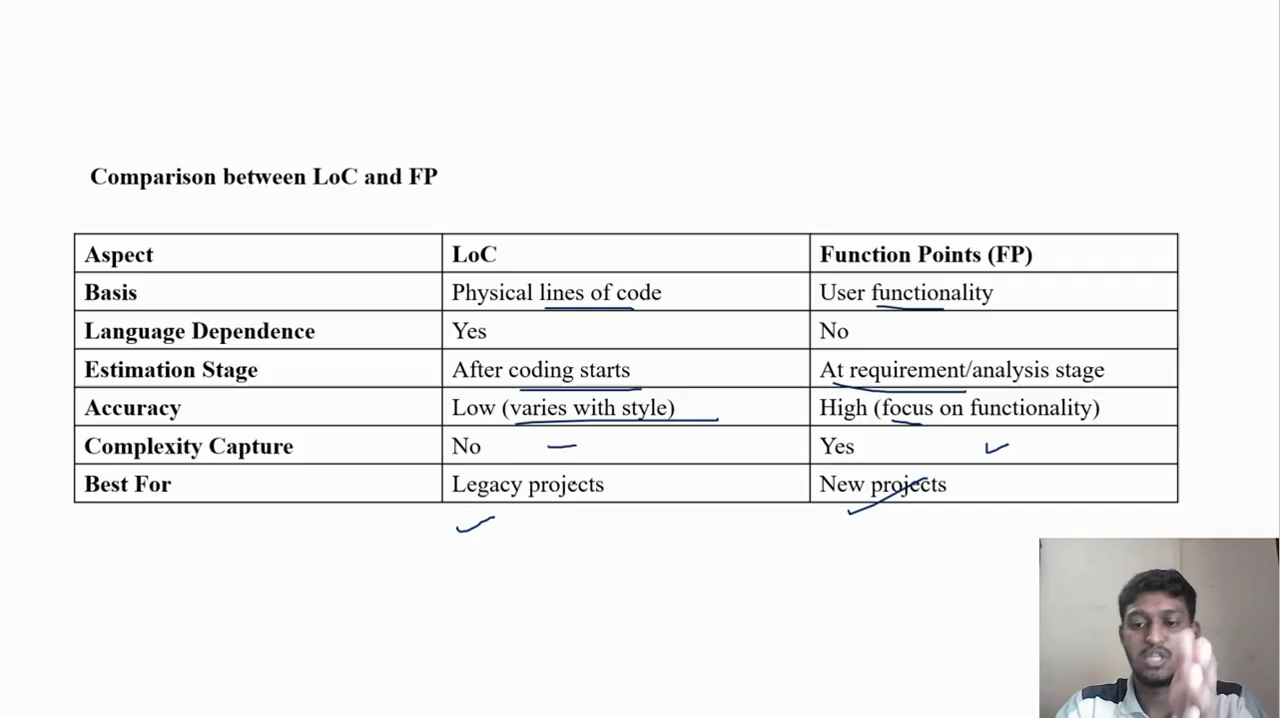 Comparison between LoC and FP
Aspect LoC Function Points (FP)
Basis Physical lines of code User functionality
Language Dependence Yes No
Estimation Stage After coding starts At requirement/analysis stage
Accuracy Low (varies with style) High (focus on functionality)
Complexity Capture No Yes
Best For Legacy projects New projects